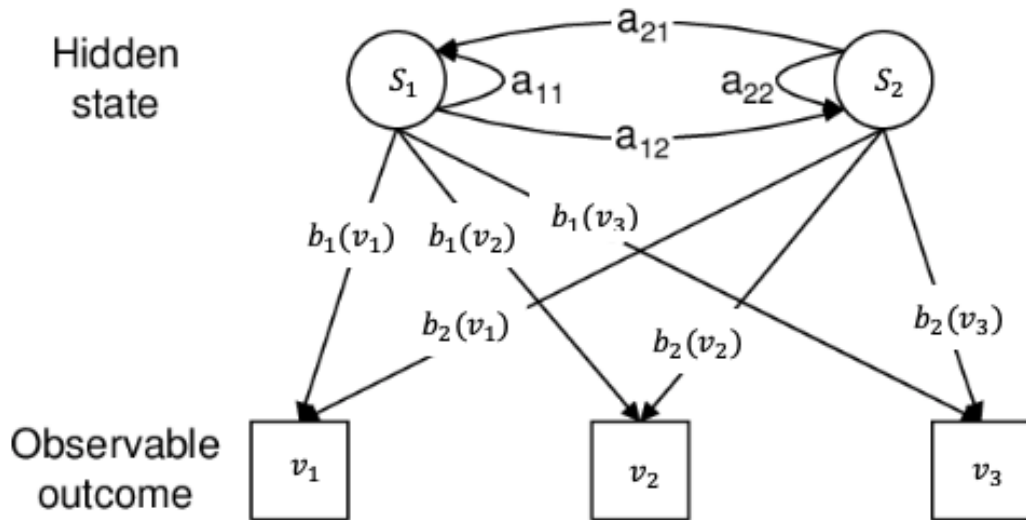 Hidden
state
S₁
S₂
a₂₁
a₁₁
a₂₂
a₁₂
b₁(v₁)
b₁(v₂)
b₁(v₃)
b₂(v₁)
b₂(v₂)
b₂(v₃)
Observable
outcome
v₁
v₂
v₃